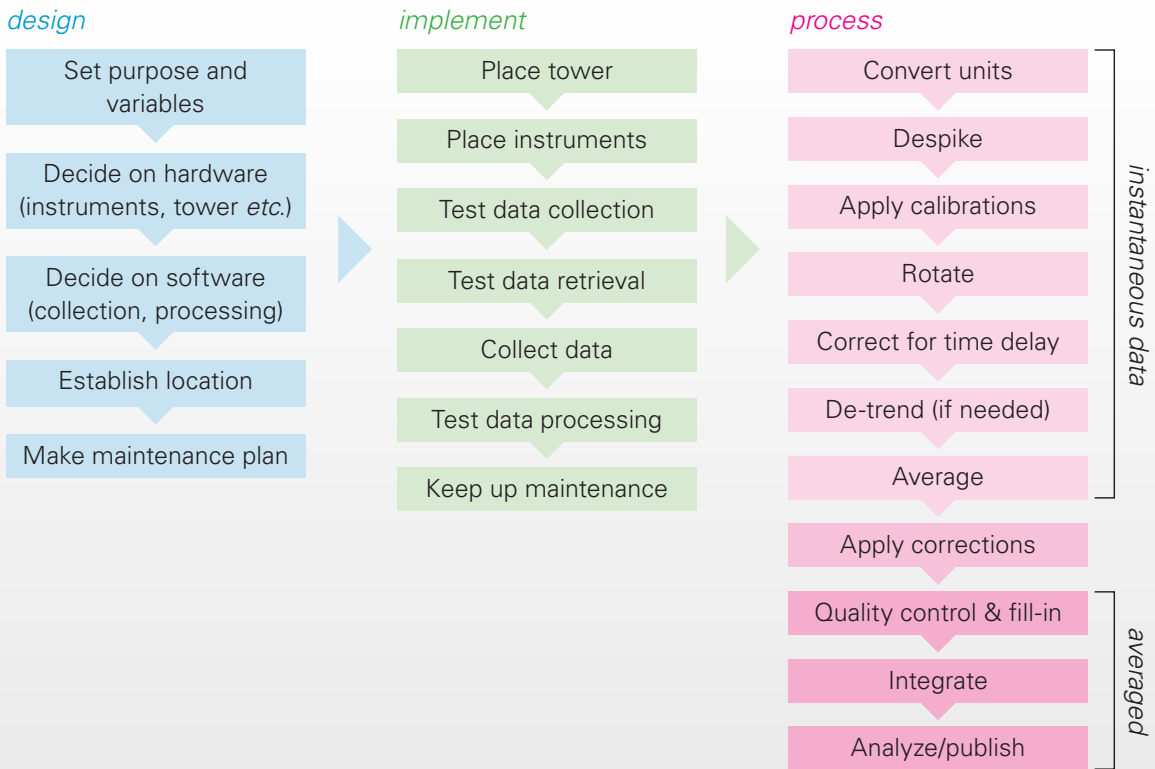 design
Set purpose and
variables
Decide on hardware
(instruments, tower etc.)
Decide on software
(collection, processing)
Establish location
Make maintenance plan
implement
Place tower
Place instruments
Test data collection
Test data retrieval
Collect data
Test data processing
Keep up maintenance
process
Convert units
Despike
Apply calibrations
Rotate
Correct for time delay
De-trend (if needed)
Average
Apply corrections
Quality control & fill-in
Integrate
Analyze/publish
instantaneous data
averaged